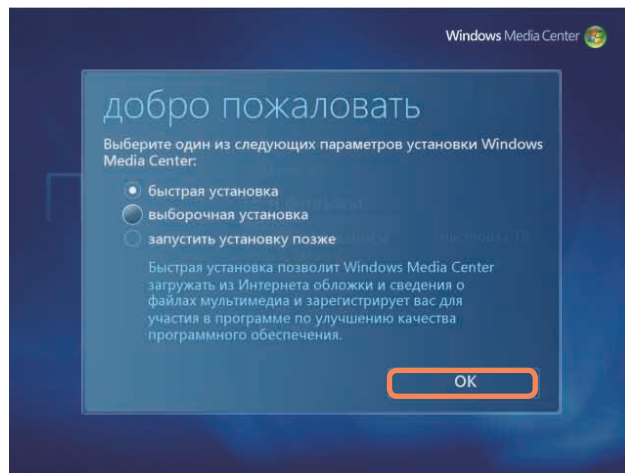 Windows Media Center
добро пожаловать
Выберите один из следующих параметров установки Windows
Media Center:
быстрая установка
выборочная установка
запустить установку позже
Быстрая установка позволит Windows Media Center
загружать из Интернета обложки и сведения о
файлах мультимедиа и зарегистрирует вас для
участия в программе по улучшению качества
программного обеспечения.
ОК